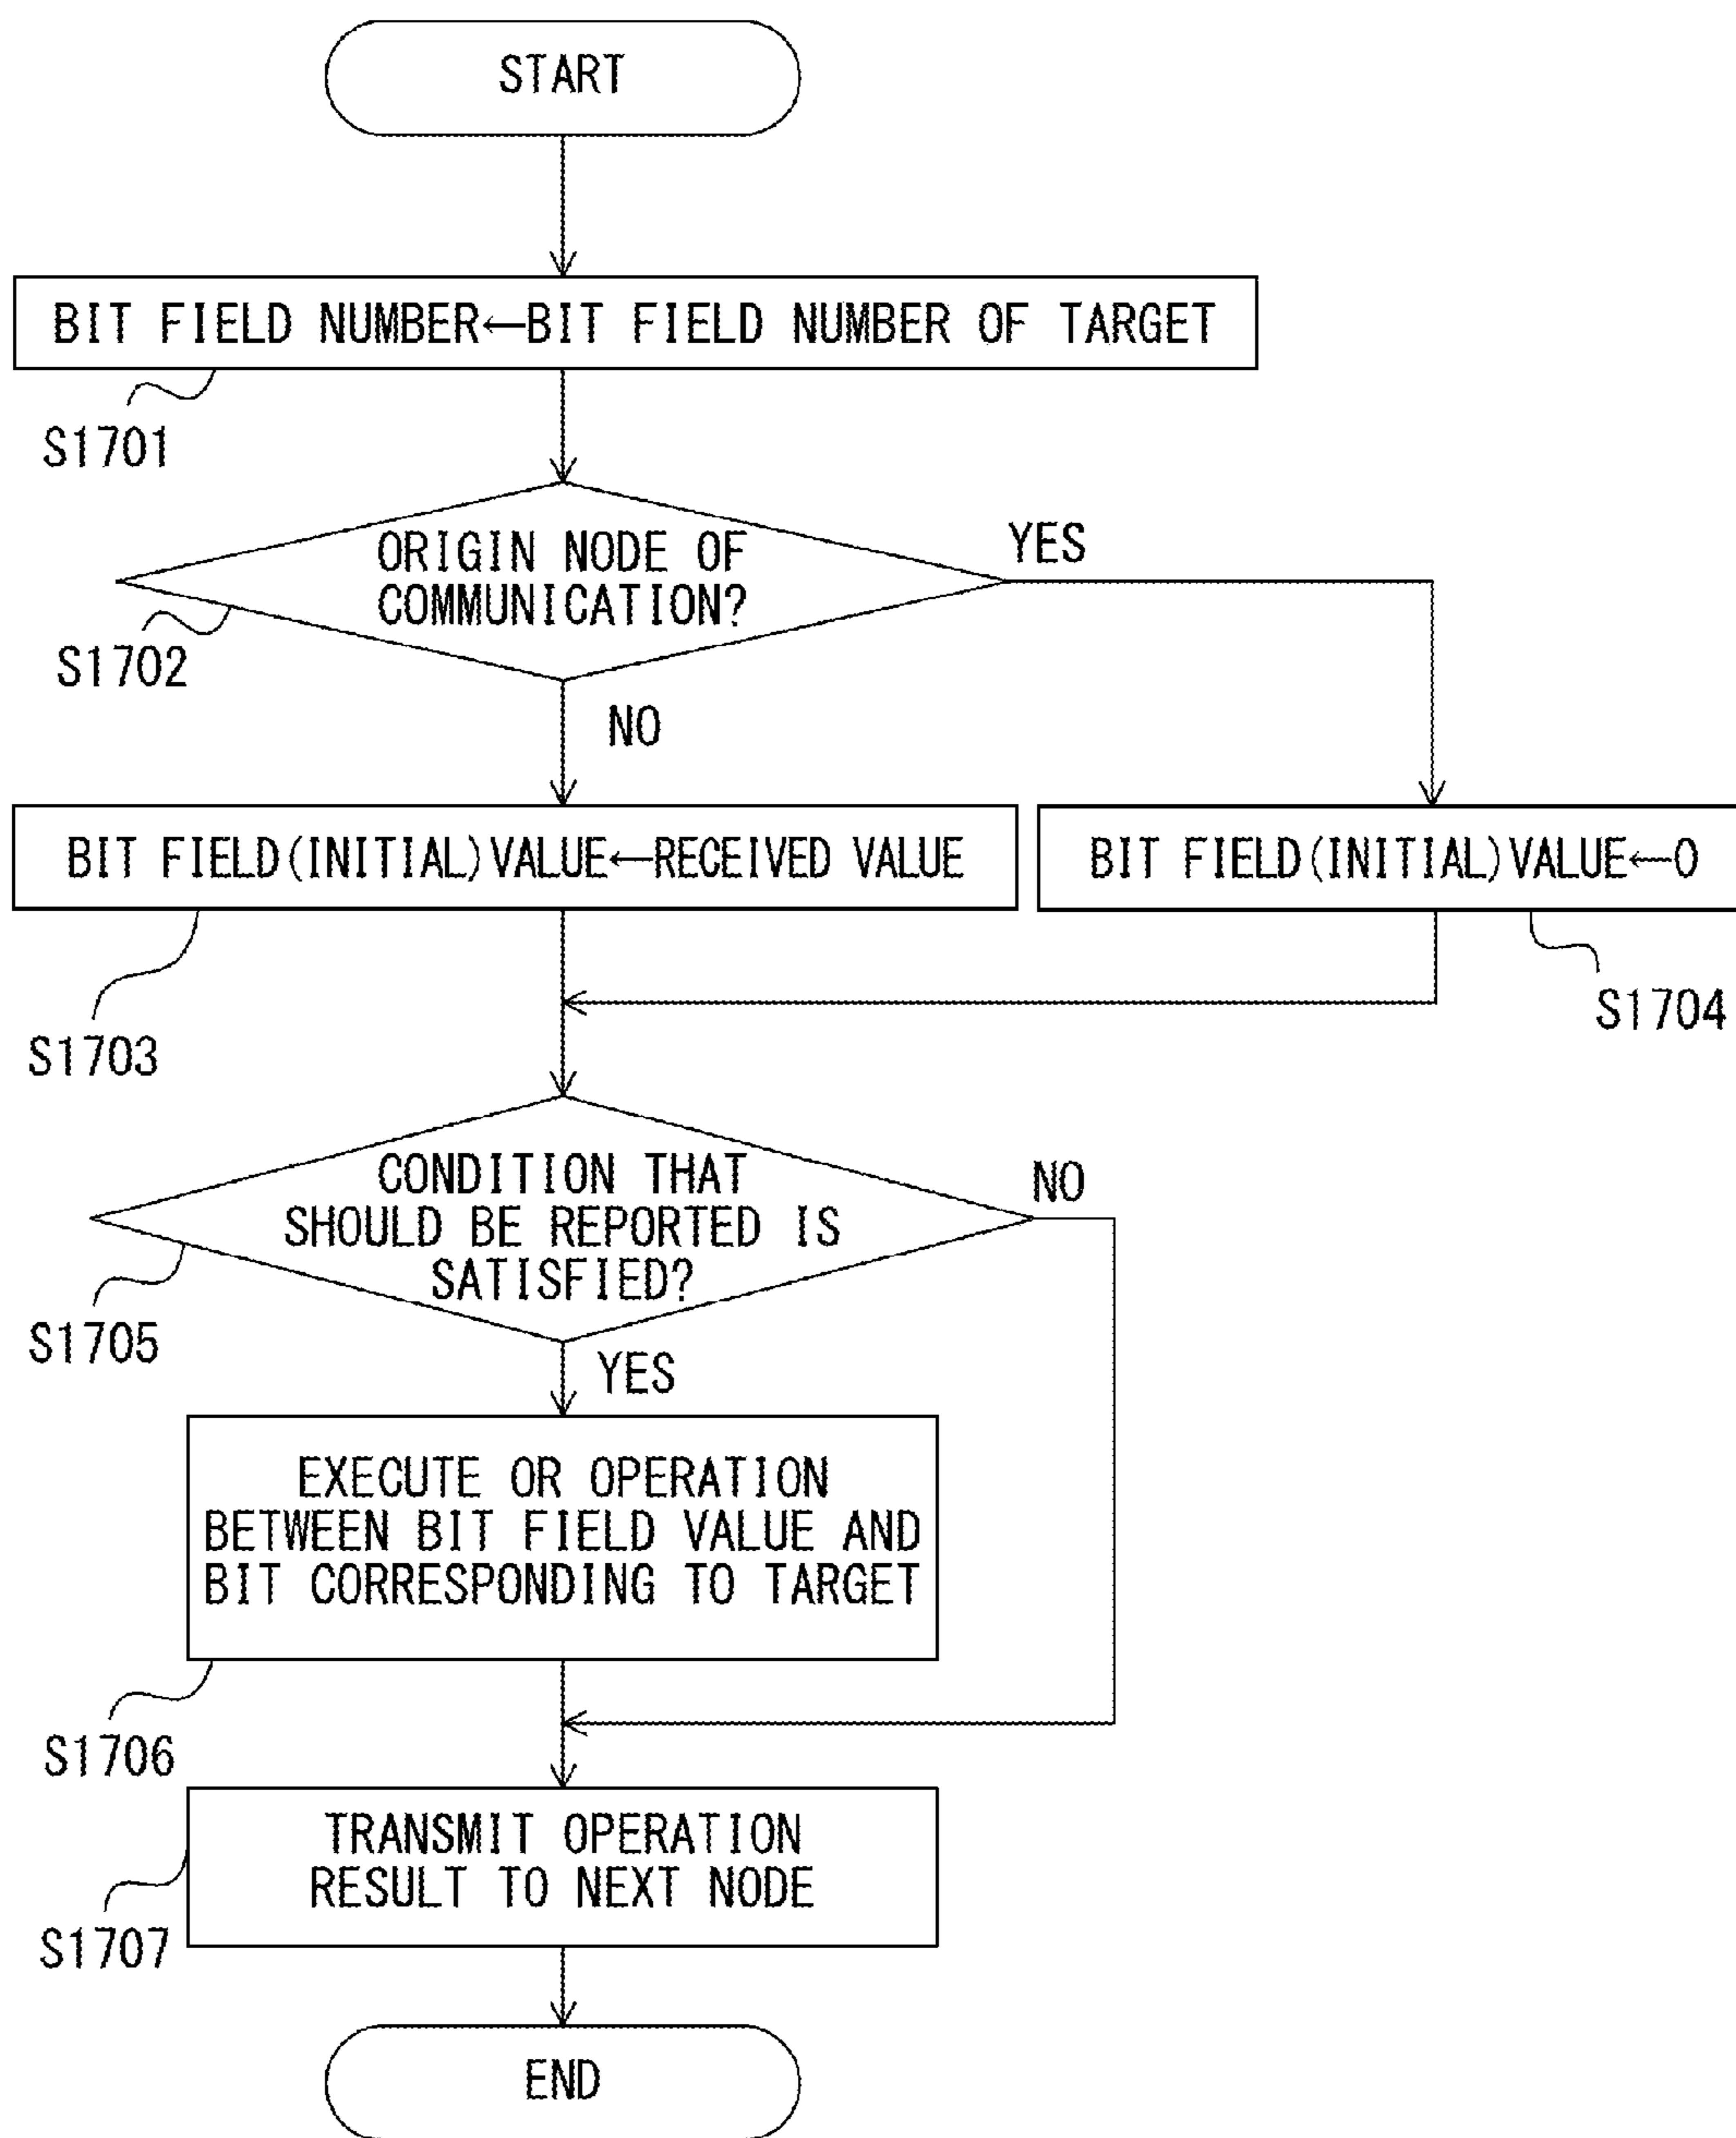 START
BIT FIELD NUMBER←BIT FIELD NUMBER OF TARGET
S1701
ORIGIN NODE OF
COMMUNICATION?
YES
S1702
NO
BIT FIELD(INITIAL)VALUE←RECEIVED VALUE
BIT FIELD(INITIAL)VALUE←0
S1703
S1704
CONDITION THAT
SHOULD BE REPORTED IS
SATISFIED?
NO
S1705
YES
EXECUTE OR OPERATION
BETWEEN BIT FIELD VALUE AND
BIT CORRESPONDING TO TARGET
S1706
TRANSMIT OPERATION
RESULT TO NEXT NODE
S1707
END